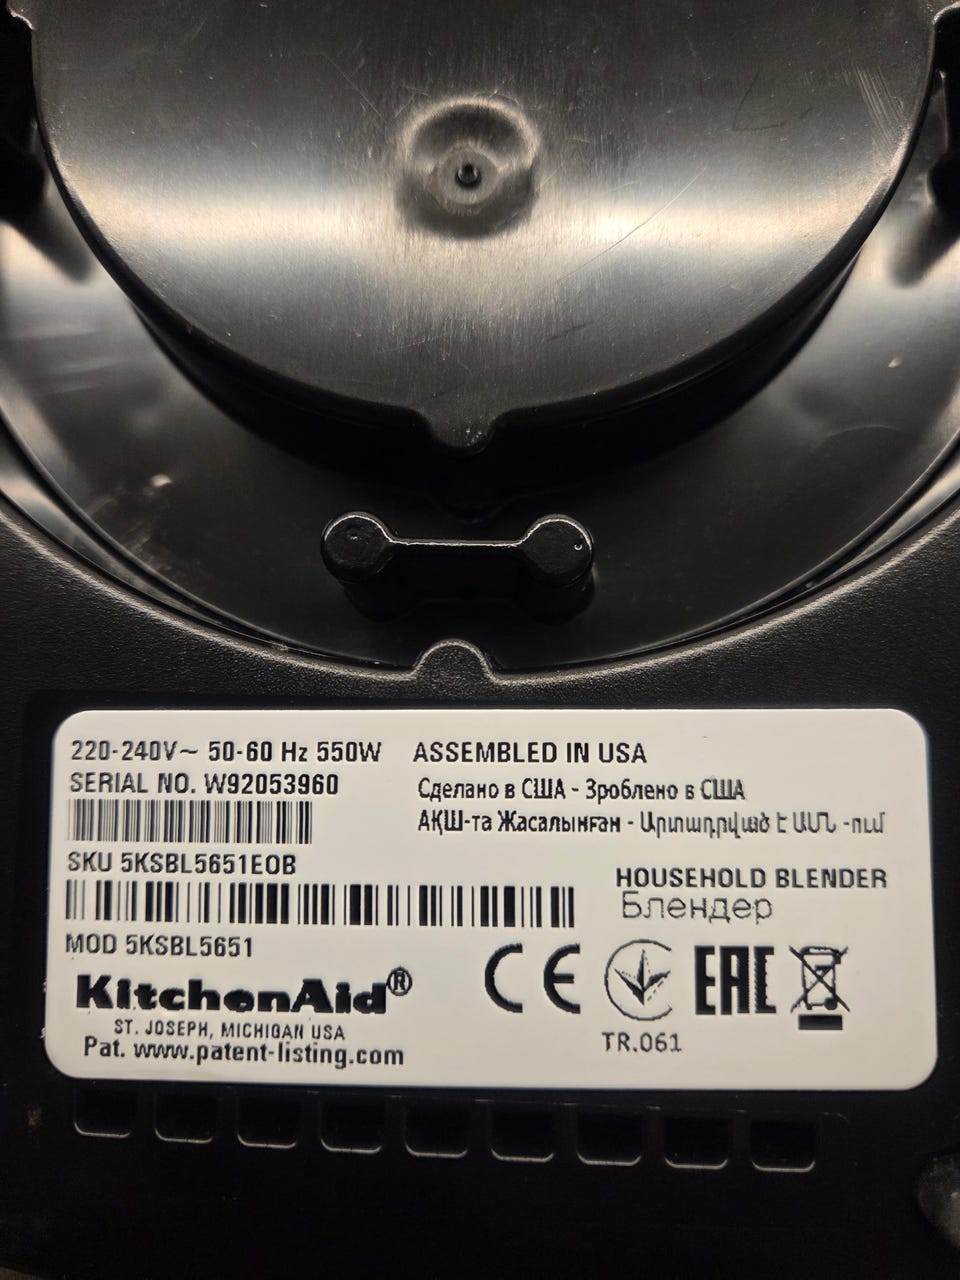 220-240V~ 50-60 Hz 550W
SERIAL NO. W92053960
SKU 5KSBL5651EOB
MOD 5KSBL5651
KitchenAid®
ST. JOSEPH, MICHIGAN USA
Pat. www.patent-listing.com
ASSEMBLED IN USA
Сделано в США - Зроблено в США
АҚШ-та Жасалынған - Արտադրված է ԱՄՆ -ում
HOUSEHOLD BLENDER
Блендер
CE
EAC
TR.061